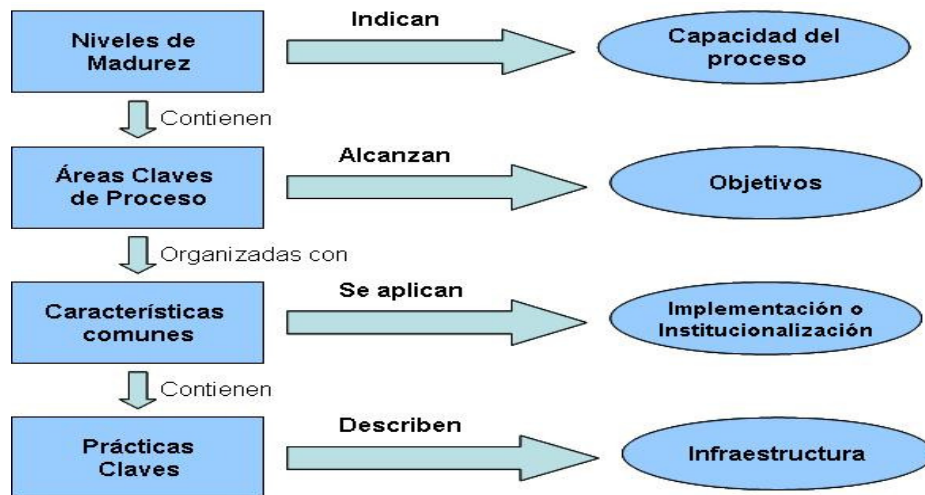 Niveles de
Madurez
Indican
Capacidad del
proceso
Contienen
Áreas Claves
de Proceso
Alcanzan
Objetivos
Organizadas con
Características
comunes
Se aplican
Implementación o
Institucionalización
Contienen
Prácticas
Claves
Describen
Infraestructura